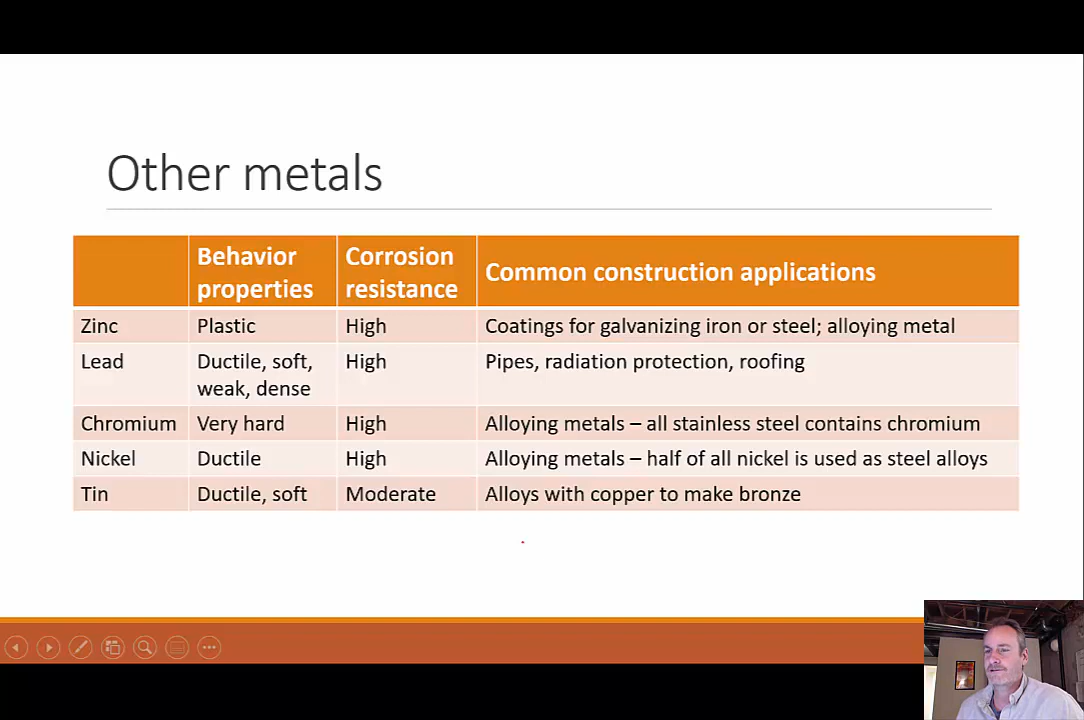 Other metals
Behavior properties Corrosion resistance Common construction applications
Zinc Plastic High Coatings for galvanizing iron or steel; alloying metal
Lead Ductile, soft, weak, dense High Pipes, radiation protection, roofing
Chromium Very hard High Alloying metals – all stainless steel contains chromium
Nickel Ductile High Alloying metals – half of all nickel is used as steel alloys
Tin Ductile, soft Moderate Alloys with copper to make bronze